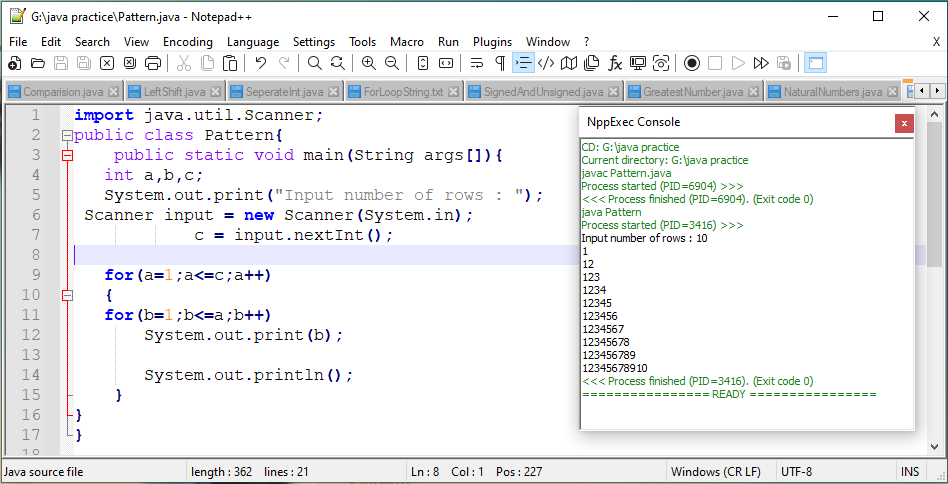 G:\java practice\Pattern.java - Notepad++
File Edit Search View Encoding Language Settings Tools Macro Run Plugins Window ? X
Comparision.java LeftShift.java SeperateInt.java ForLoopString.txt SignedAndUnsigned.java GreatestNumber.java NaturalNumbers.java
1 import java.util.Scanner;
2 public class Pattern{
3 public static void main(String args[]){
4 int a,b,c;
5 System.out.print("Input number of rows : ");
6 Scanner input = new Scanner(System.in);
7 c = input.nextInt();
8
9 for(a=1;a<=c;a++)
10 {
11 for(b=1;b<=a;b++)
12 System.out.print(b);
13
14 System.out.println();
15 }
16 }
17 }
18
NppExec Console x
CD: G:\java practice
Current directory: G:\java practice
javac Pattern.java
Process started (PID=6904) >>>
<<< Process finished (PID=6904). (Exit code 0)
java Pattern
Process started (PID=3416) >>>
Input number of rows : 10
1
12
123
1234
12345
123456
1234567
12345678
123456789
12345678910
<<< Process finished (PID=3416). (Exit code 0)
================ READY ================
Java source file length : 362 lines : 21 Ln : 8 Col : 1 Pos : 227 Windows (CR LF) UTF-8 INS